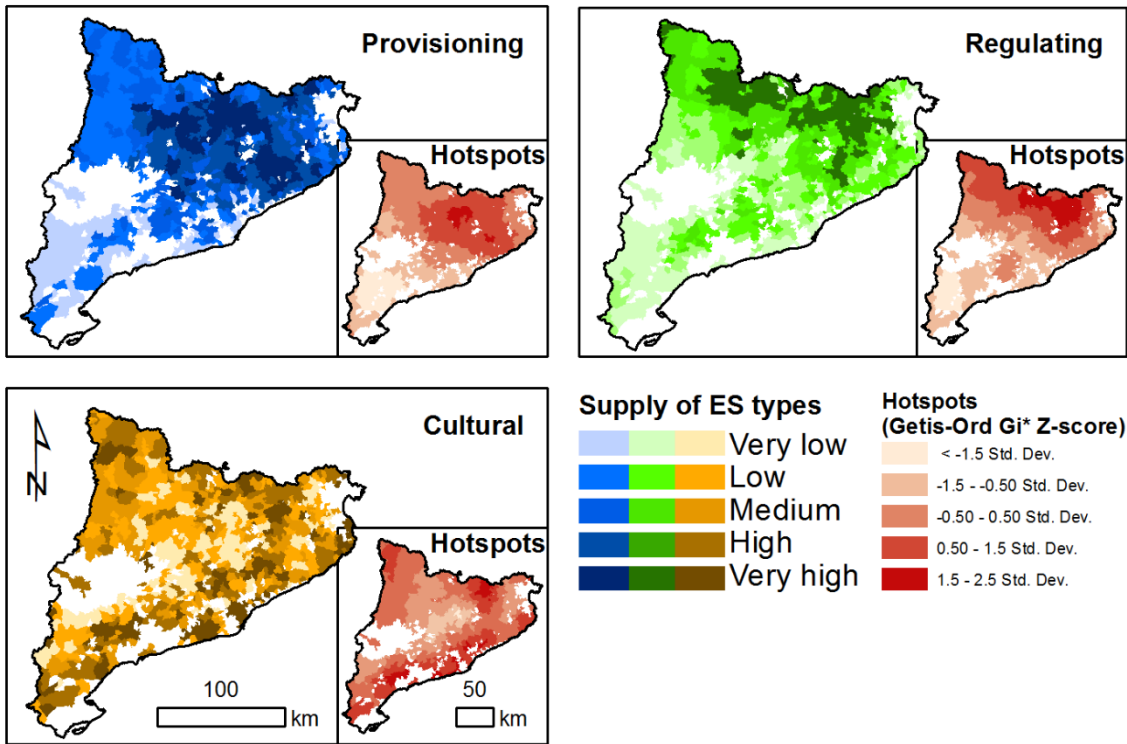 Provisioning
Hotspots
Regulating
Hotspots
Cultural
N
Hotspots
100
km
50
km
Supply of ES types
Very low
Low
Medium
High
Very high
Hotspots
(Getis-Ord Gi* Z-score)
< -1.5 Std. Dev.
-1.5 - -0.50 Std. Dev.
-0.50 - 0.50 Std. Dev.
0.50 - 1.5 Std. Dev.
1.5 - 2.5 Std. Dev.